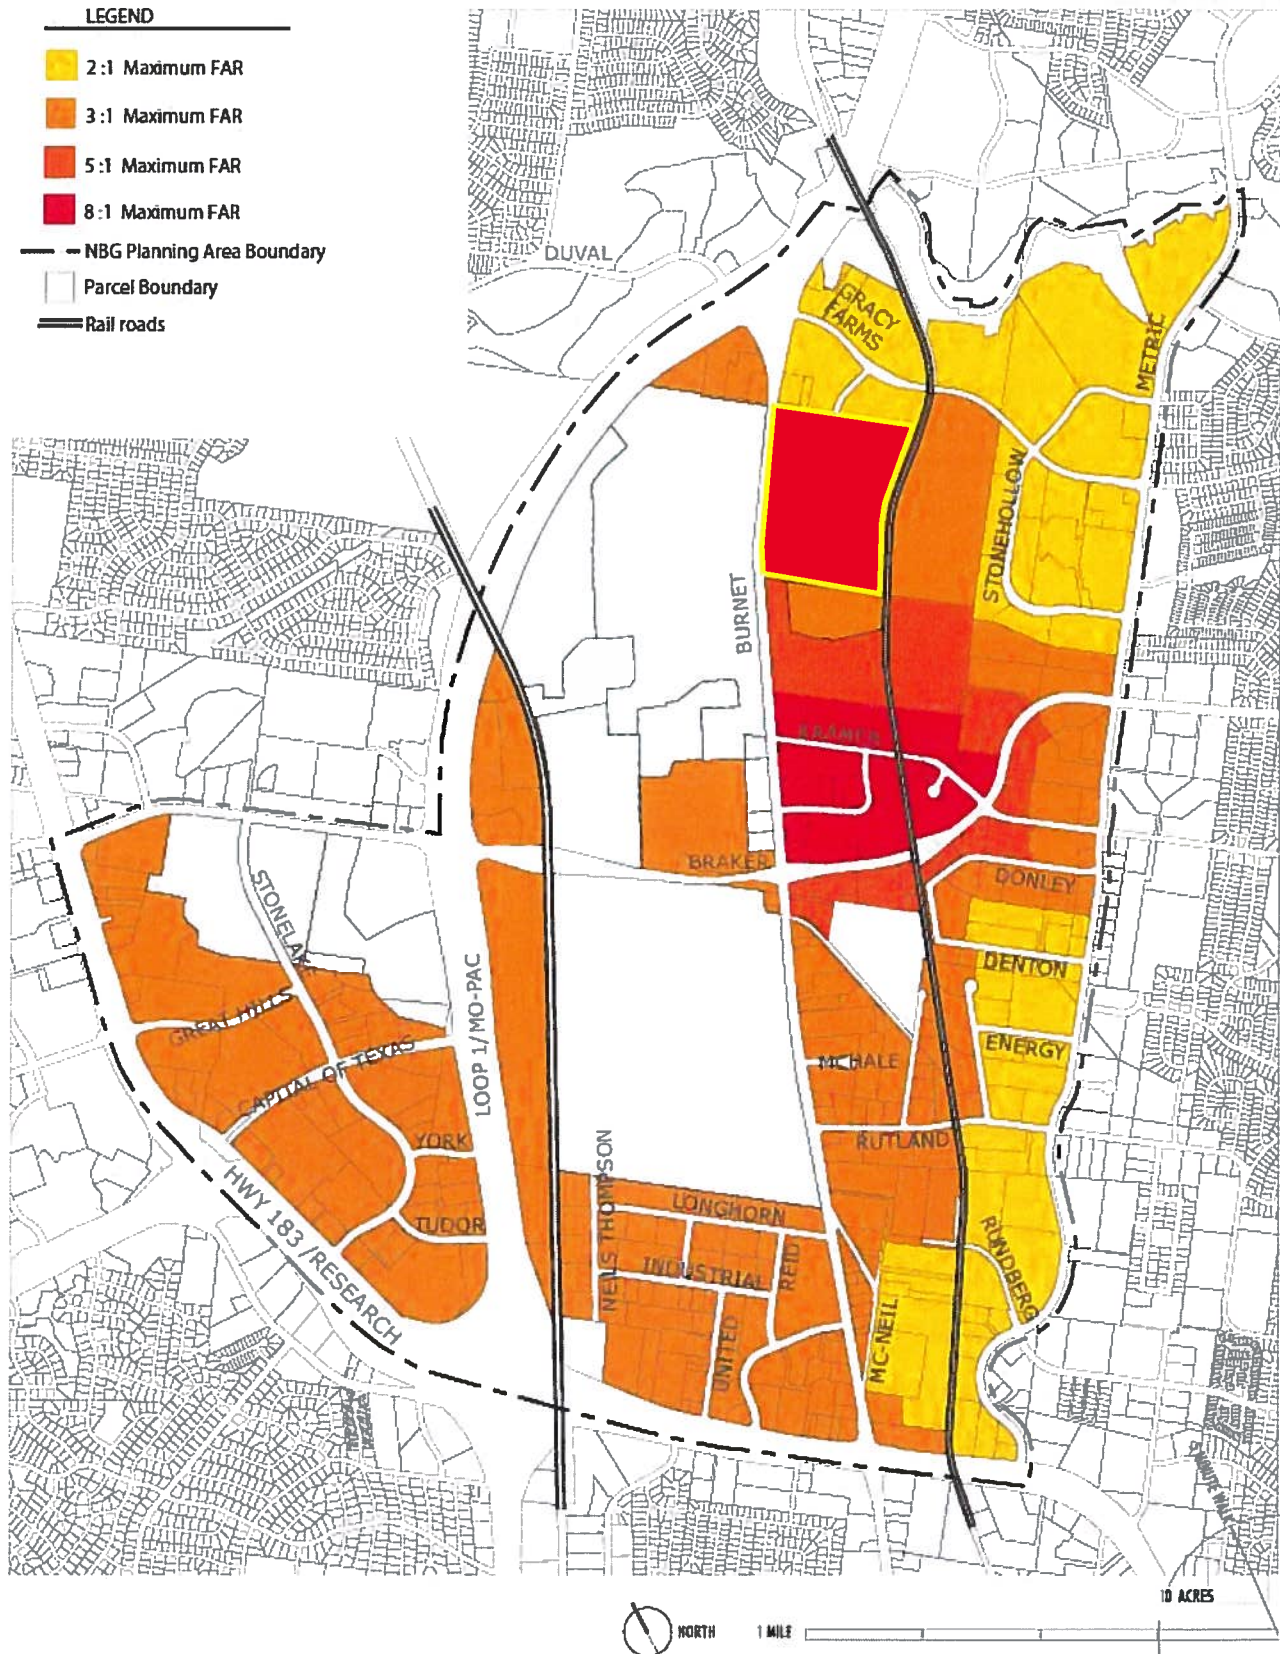 LEGEND
2:1 Maximum FAR
3:1 Maximum FAR
5:1 Maximum FAR
8:1 Maximum FAR
NBG Planning Area Boundary
Parcel Boundary
Rail roads
DUVAL
GRACY
FARMS
METRIC
STONEHOLLOW
BURNET
KRAMER
BRAKER
DONLEY
STONELAKE
DENTON
GREAT HILLS
LOOP 1/MO-PAC
ENERGY
CAPITAL OF TEXAS
MCHALE
YORK
RUTLAND
HWY 183 /RESEARCH
NEILS THOMPSON
LONGHORN
TUDOR
RUNDBERG
INDUSTRIAL
REID
MC-NEIL
UNITED
5 MINUTE WALK
10 ACRES
NORTH
1 MILE